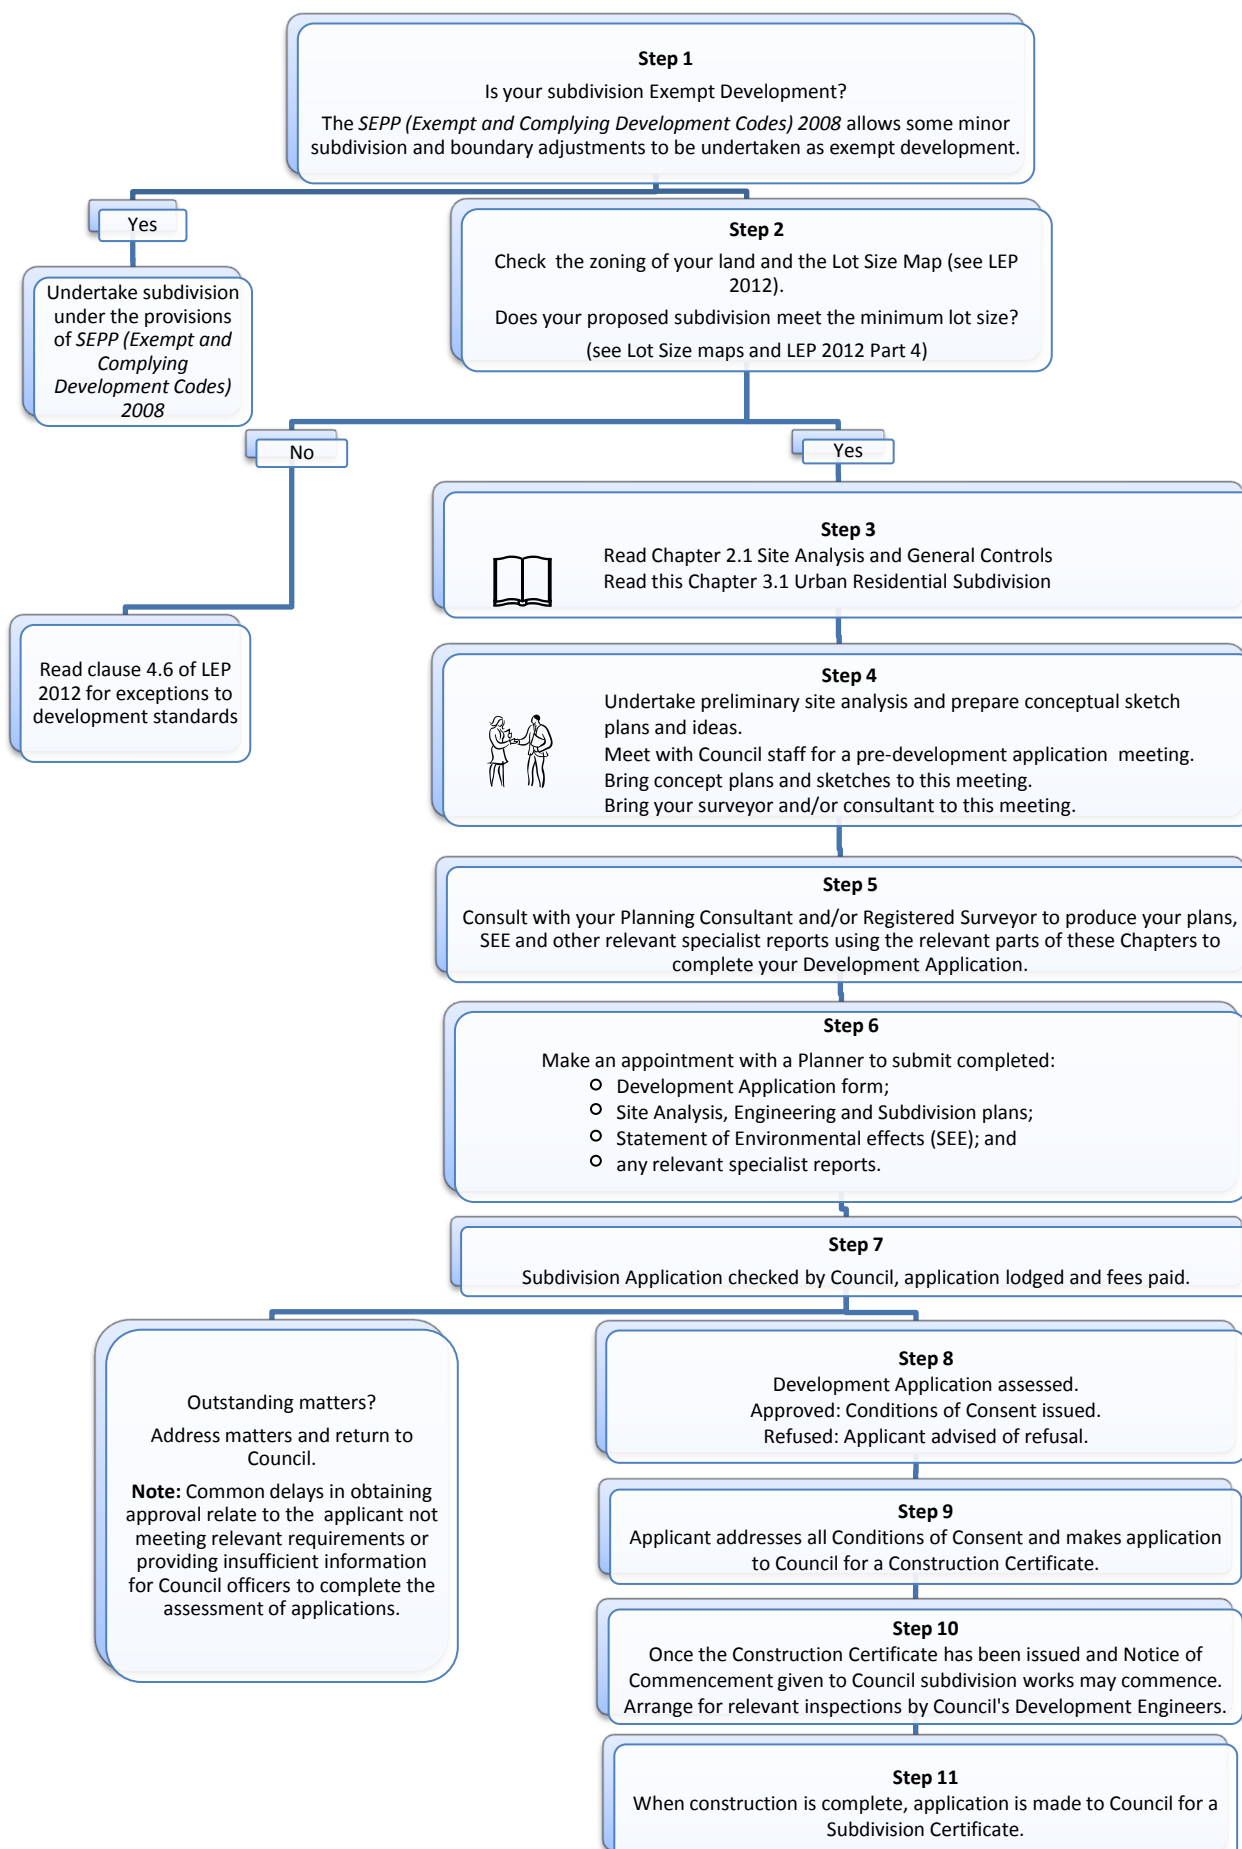 Step 1
Is your subdivision Exempt Development?
The SEPP (Exempt and Complying Development Codes) 2008 allows some minor
subdivision and boundary adjustments to be undertaken as exempt development.
Yes
Undertake subdivision
under the provisions
of SEPP (Exempt and
Complying
Development Codes)
2008
Step 2
Check the zoning of your land and the Lot Size Map (see LEP
2012).
Does your proposed subdivision meet the minimum lot size?
(see Lot Size maps and LEP 2012 Part 4)
No
Yes
Read clause 4.6 of LEP
2012 for exceptions to
development standards
Step 3
Read Chapter 2.1 Site Analysis and General Controls
Read this Chapter 3.1 Urban Residential Subdivision
Step 4
Undertake preliminary site analysis and prepare conceptual sketch
plans and ideas.
Meet with Council staff for a pre-development application meeting.
Bring concept plans and sketches to this meeting.
Bring your surveyor and/or consultant to this meeting.
Step 5
Consult with your Planning Consultant and/or Registered Surveyor to produce your plans,
SEE and other relevant specialist reports using the relevant parts of these Chapters to
complete your Development Application.
Step 6
Make an appointment with a Planner to submit completed:
Development Application form;
Site Analysis, Engineering and Subdivision plans;
Statement of Environmental effects (SEE); and
any relevant specialist reports.
Step 7
Subdivision Application checked by Council, application lodged and fees paid.
Outstanding matters?
Address matters and return to
Council.
Note: Common delays in obtaining
approval relate to the applicant not
meeting relevant requirements or
providing insufficient information
for Council officers to complete the
assessment of applications.
Step 8
Development Application assessed.
Approved: Conditions of Consent issued.
Refused: Applicant advised of refusal.
Step 9
Applicant addresses all Conditions of Consent and makes application
to Council for a Construction Certificate.
Step 10
Once the Construction Certificate has been issued and Notice of
Commencement given to Council subdivision works may commence.
Arrange for relevant inspections by Council's Development Engineers.
Step 11
When construction is complete, application is made to Council for a
Subdivision Certificate.